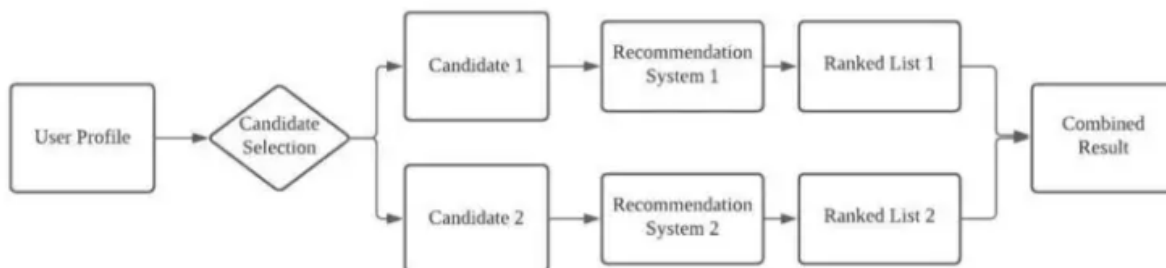 User Profile
Candidate
Selection
Candidate 1
Recommendation
System 1
Ranked List 1
Candidate 2
Recommendation
System 2
Ranked List 2
Combined
Result